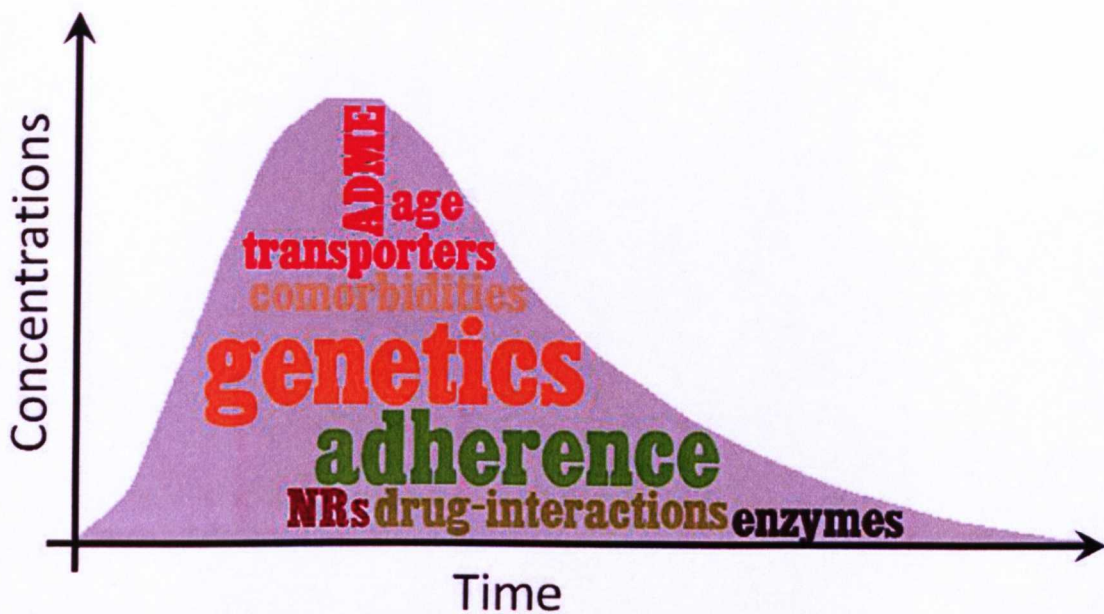 Concentrations
ADME
age
transporters
comorbidities
genetics
adherence
NRs drug-interactions enzymes
Time